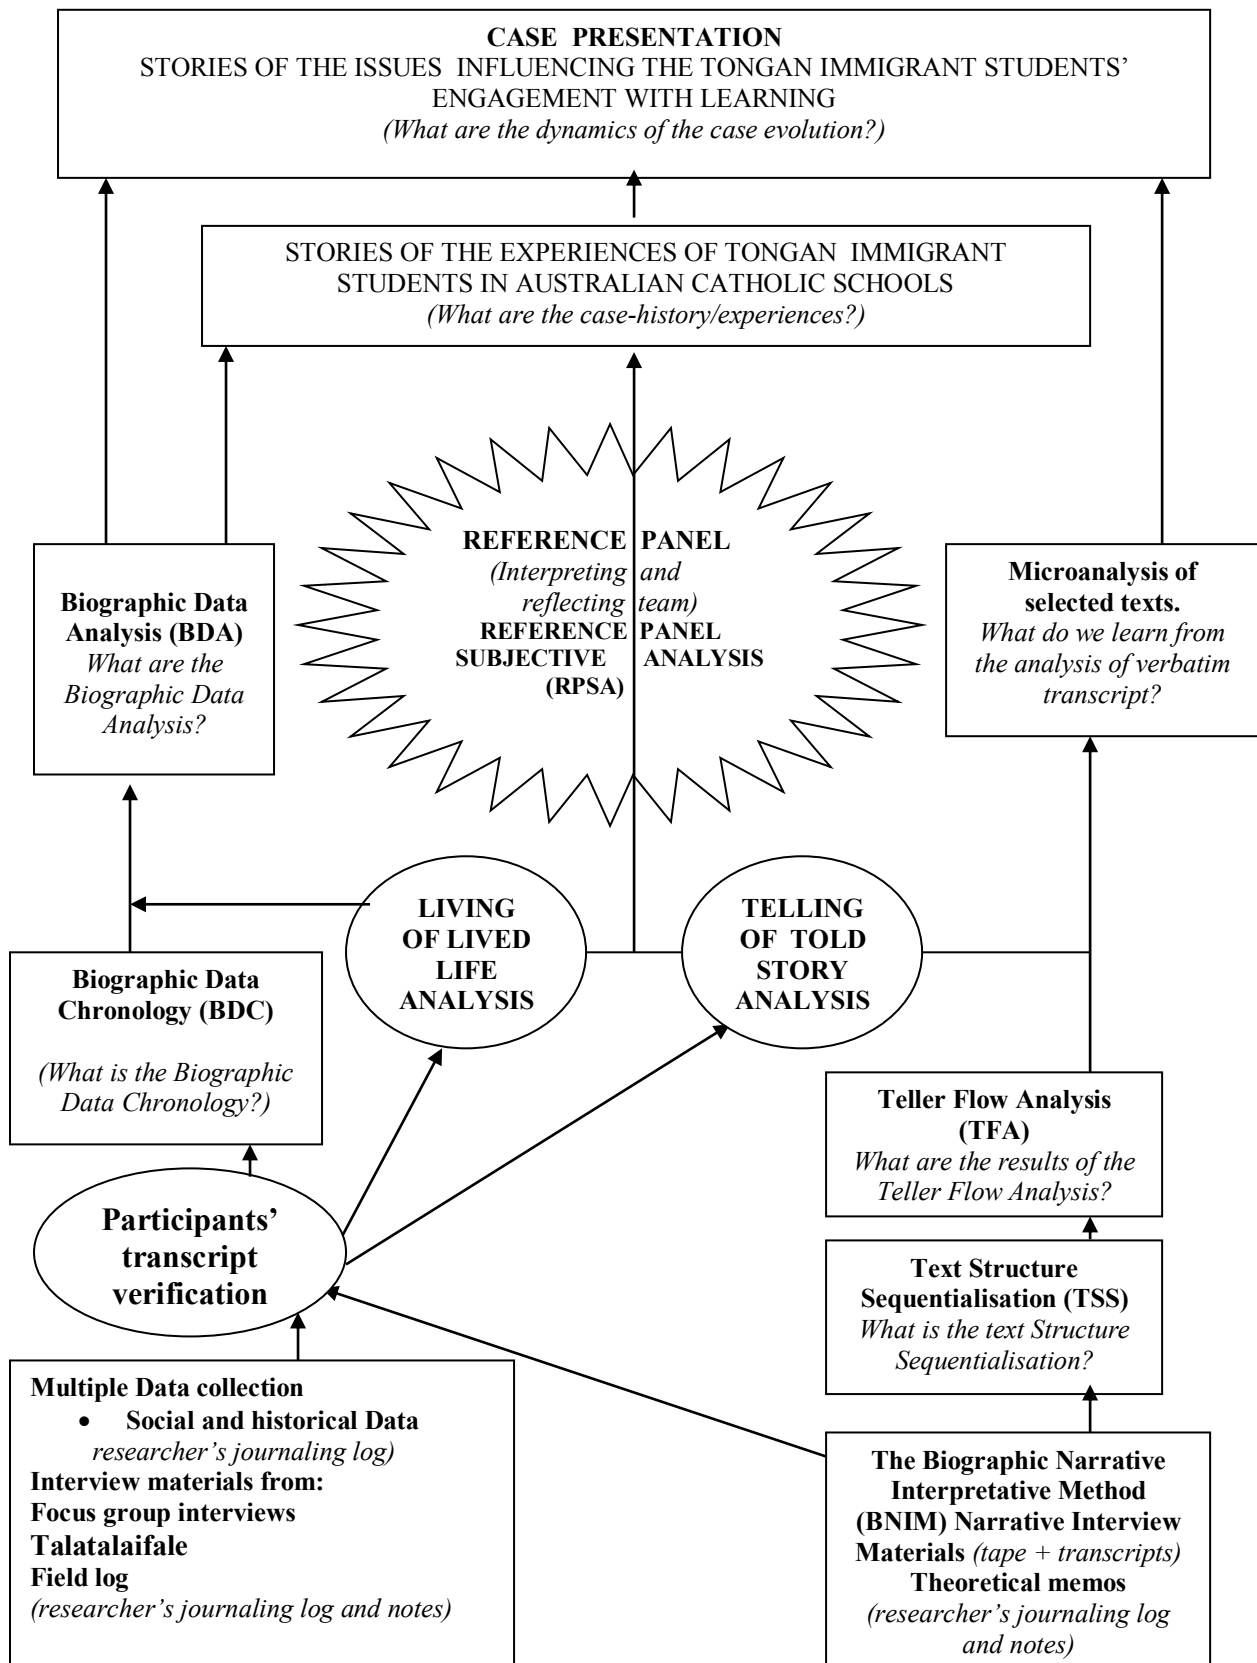 CASE PRESENTATION
STORIES OF THE ISSUES INFLUENCING THE TONGAN IMMIGRANT STUDENTS’
ENGAGEMENT WITH LEARNING
(What are the dynamics of the case evolution?)
STORIES OF THE EXPERIENCES OF TONGAN IMMIGRANT
STUDENTS IN AUSTRALIAN CATHOLIC SCHOOLS
(What are the case-history/experiences?)
REFERENCE PANEL
(Interpreting and
reflecting team)
REFERENCE PANEL
SUBJECTIVE ANALYSIS
(RPSA)
Biographic Data
Analysis (BDA)
What are the
Biographic Data
Analysis?
Microanalysis of
selected texts.
What do we learn from
the analysis of verbatim
transcript?
LIVING
OF LIVED
LIFE
ANALYSIS
TELLING
OF TOLD
STORY
ANALYSIS
Biographic Data
Chronology (BDC)
(What is the Biographic
Data Chronology?)
Teller Flow Analysis
(TFA)
What are the results of the
Teller Flow Analysis?
Participants’
transcript
verification
Text Structure
Sequentialisation (TSS)
What is the text Structure
Sequentialisation?
Multiple Data collection
• Social and historical Data
researcher’s journaling log)
Interview materials from:
Focus group interviews
Talatalaifale
Field log
(researcher’s journaling log and notes)
The Biographic Narrative
Interpretative Method
(BNIM) Narrative Interview
Materials (tape + transcripts)
Theoretical memos
(researcher’s journaling log
and notes)